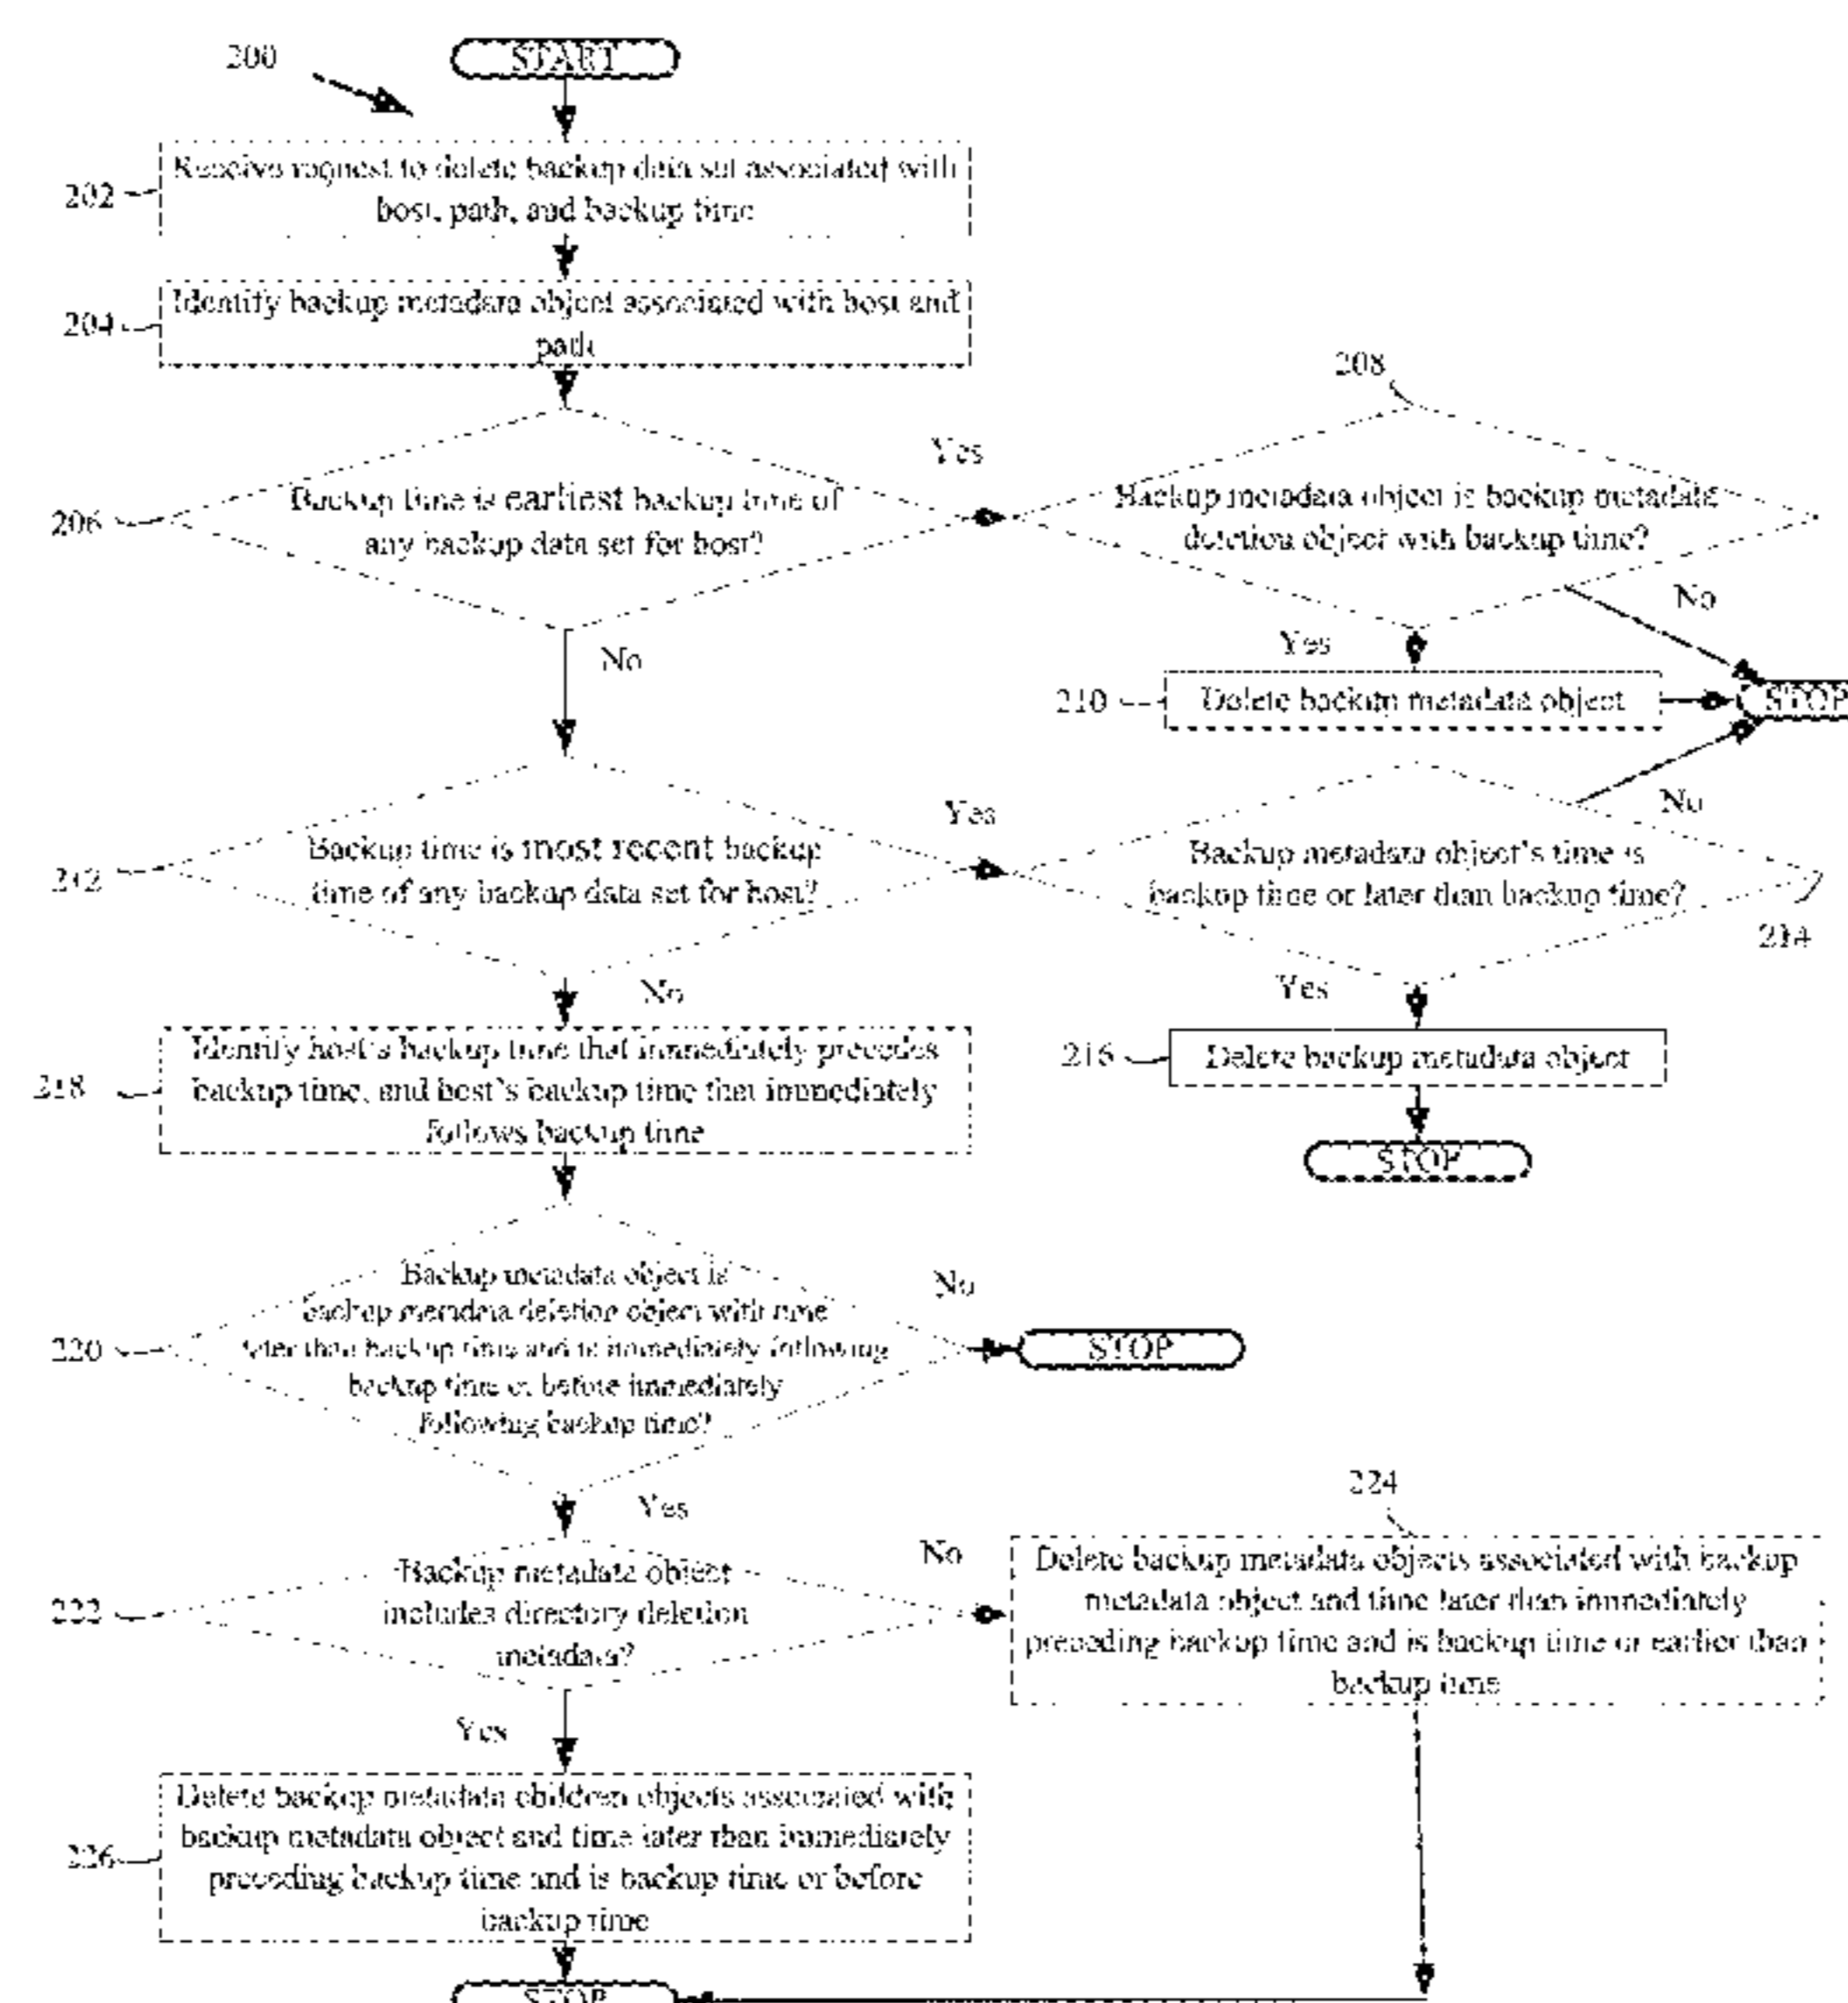 200
START
202
Receive request to delete backup data set associated with
host, path, and backup time
204
Identify backup metadata object associated with host and
path
206
Backup time is earliest backup time of
any backup data set for host?
Yes
No
208
Backup metadata object is backup metadata
deletion object with backup time?
No
Yes
210
Delete backup metadata object
STOP
212
Backup time is most recent backup
time of any backup data set for host?
Yes
No
No
Backup metadata object's time is
backup time or later than backup time?
214
Yes
216
Delete backup metadata object
STOP
218
Identify host's backup time that immediately precedes
backup time, and host's backup time that immediately
follows backup time
220
Backup metadata object is
backup metadata deletion object with time
later than backup time and is immediately following
backup time or before immediately
following backup time?
No
STOP
Yes
222
Backup metadata object
includes directory deletion
metadata?
No
224
Delete backup metadata objects associated with backup
metadata object and time later than immediately
preceding backup time and is backup time or earlier than
backup time
Yes
226
Delete backup metadata children objects associated with
backup metadata object and time later than immediately
preceding backup time and is backup time or before
backup time
STOP